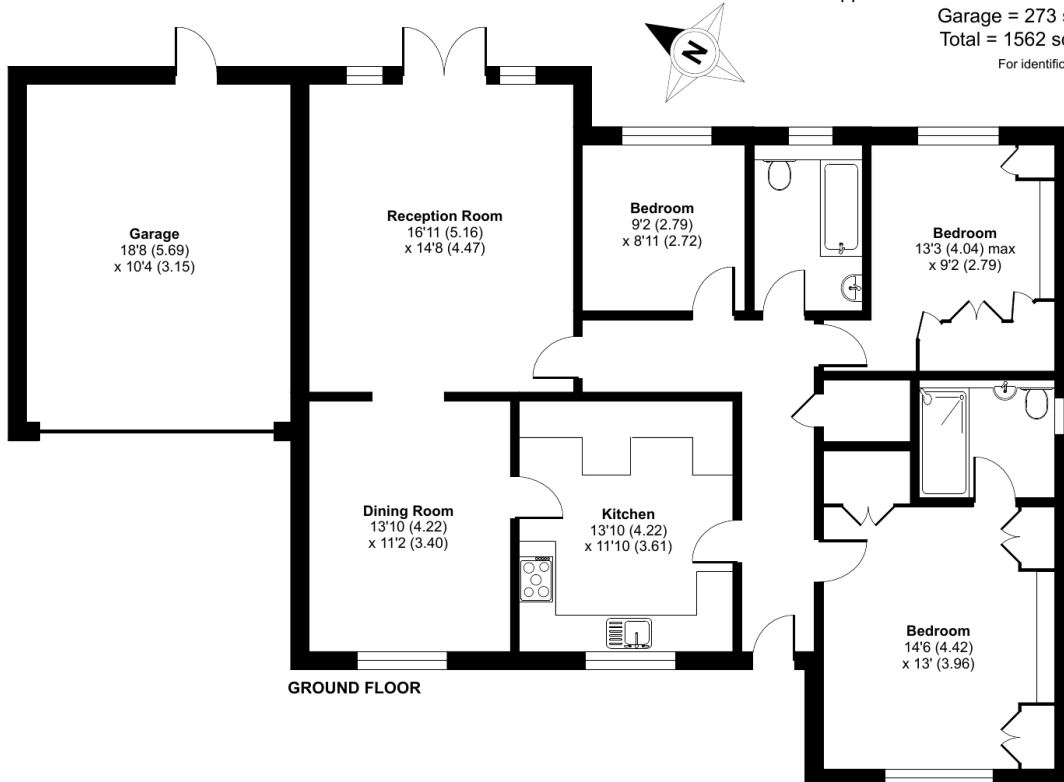 Garage = 273
Total = 1562
For
N
Garage
18'8 (5.69)
x 10'4 (3.15)
Reception Room
16'11 (5.16)
x 14'8 (4.47)
Bedroom
9'2 (2.79)
x 8'11 (2.72)
Bedroom
13'3 (4.04) max
x 9'2 (2.79)
Dining Room
13'10 (4.22)
x 11'2 (3.40)
Kitchen
13'10 (4.22)
x 11'10 (3.61)
Bedroom
14'6 (4.42)
x 13' (3.96)
GROUND FLOOR